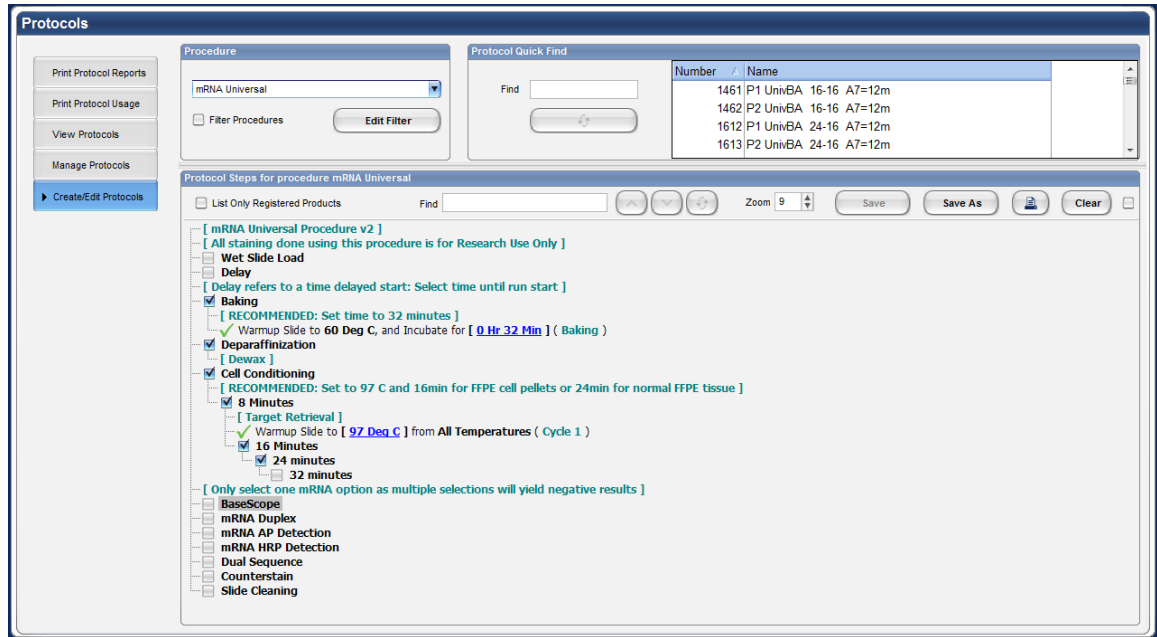 Protocols
Print Protocol Reports
Print Protocol Usage
View Protocols
Manage Protocols
Create/Edit Protocols
Procedure
mRNA Universal
Filter Procedures
Edit Filter
Protocol Quick Find
Find
Number Name
1461 P1 UnivBA 16-16 A7=12m
1462 P2 UnivBA 16-16 A7=12m
1612 P1 UnivBA 24-16 A7=12m
1613 P2 UnivBA 24-16 A7=12m
Protocol Steps for procedure mRNA Universal
List Only Registered Products Find Zoom 9 Save Save As Clear
[ mRNA Universal Procedure v2 ]
[ All staining done using this procedure is for Research Use Only ]
Wet Slide Load
Delay
[ Delay refers to a time delayed start: Select time until run start ]
Baking
[ RECOMMENDED: Set time to 32 minutes ]
Warmup Slide to 60 Deg C, and Incubate for [ 0 Hr 32 Min ] ( Baking )
Deparaffinization
[ Dewax ]
Cell Conditioning
[ RECOMMENDED: Set to 97 C and 16min for FFPE cell pellets or 24min for normal FFPE tissue ]
8 Minutes
[ Target Retrieval ]
Warmup Slide to [ 97 Deg C ] from All Temperatures ( Cycle 1 )
16 Minutes
24 minutes
32 minutes
[ Only select one mRNA option as multiple selections will yield negative results ]
BaseScope
mRNA Duplex
mRNA AP Detection
mRNA HRP Detection
Dual Sequence
Counterstain
Slide Cleaning